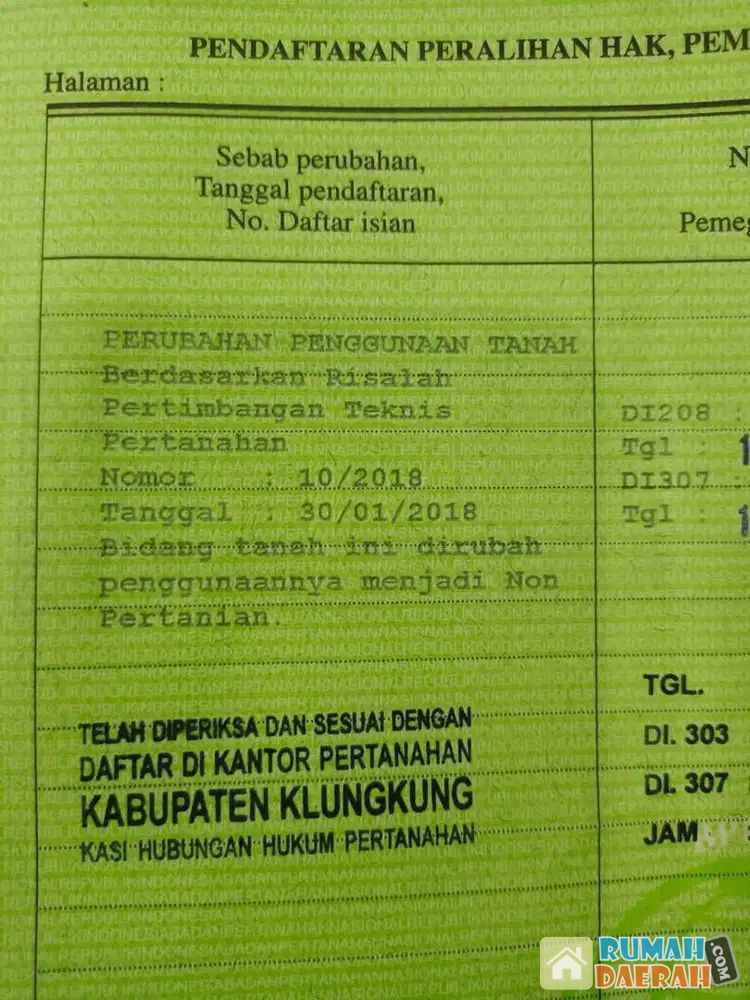 PENDAFTARAN PERALIHAN HAK, PEM
Halaman :
Sebab perubahan,
Tanggal pendaftaran,
No. Daftar isian
N
Pemeg
PERUBAHAN PENGGUNAAN TANAH
Berdasarkan Risalah
Pertimbangan Teknis
Pertanahan
Nomor : 10/2018
Tanggal : 30/01/2018
Bidang tanah ini dirubah
penggunaannya menjadi Non
Pertanian.
DI208 :
Tgl : 1
DI307 :
Tgl : 1
TELAH DIPERIKSA DAN SESUAI DENGAN
DAFTAR DI KANTOR PERTANAHAN
KABUPATEN KLUNGKUNG
KASI HUBUNGAN HUKUM PERTANAHAN
TGL.
DI. 303
DI. 307
JAM
RUMAH
DAERAH
.COM